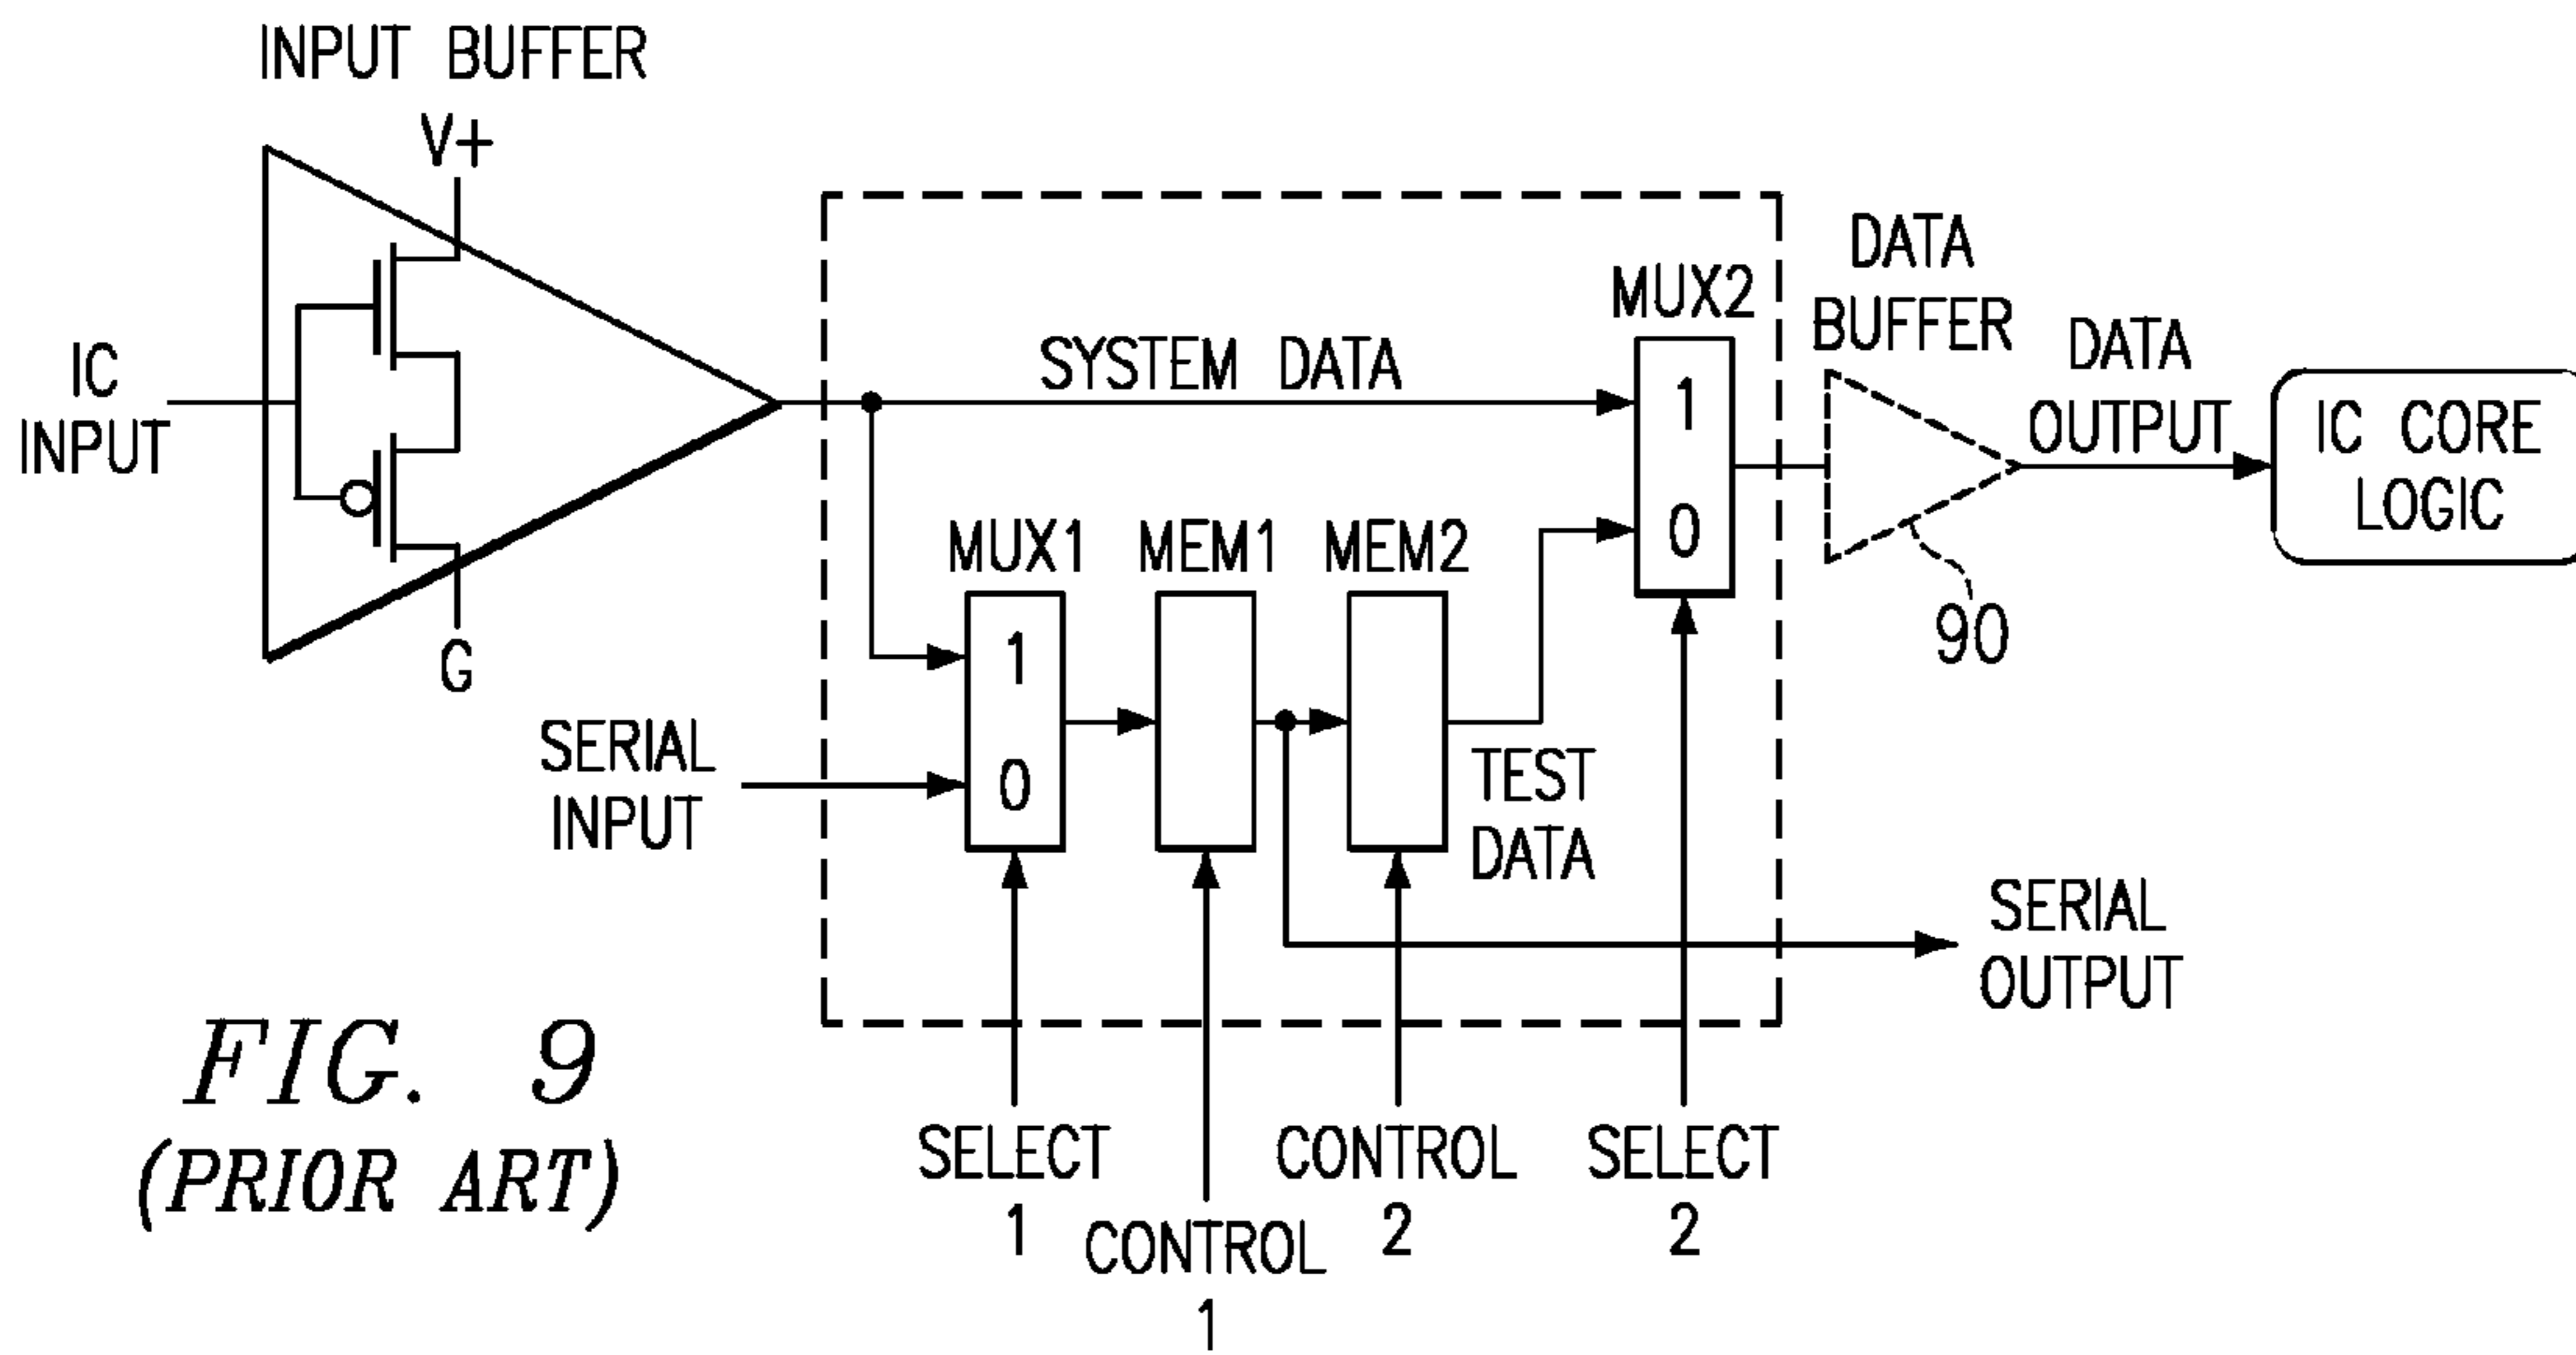 INPUT BUFFER
V+
IC
INPUT
G
SYSTEM DATA
MUX2
1
0
DATA
BUFFER
90
DATA
OUTPUT
IC CORE
LOGIC
MUX1
1
0
MEM1
MEM2
TEST
DATA
SERIAL
INPUT
SERIAL
OUTPUT
SELECT
1
CONTROL
1
CONTROL
2
SELECT
2
FIG. 9
(PRIOR ART)